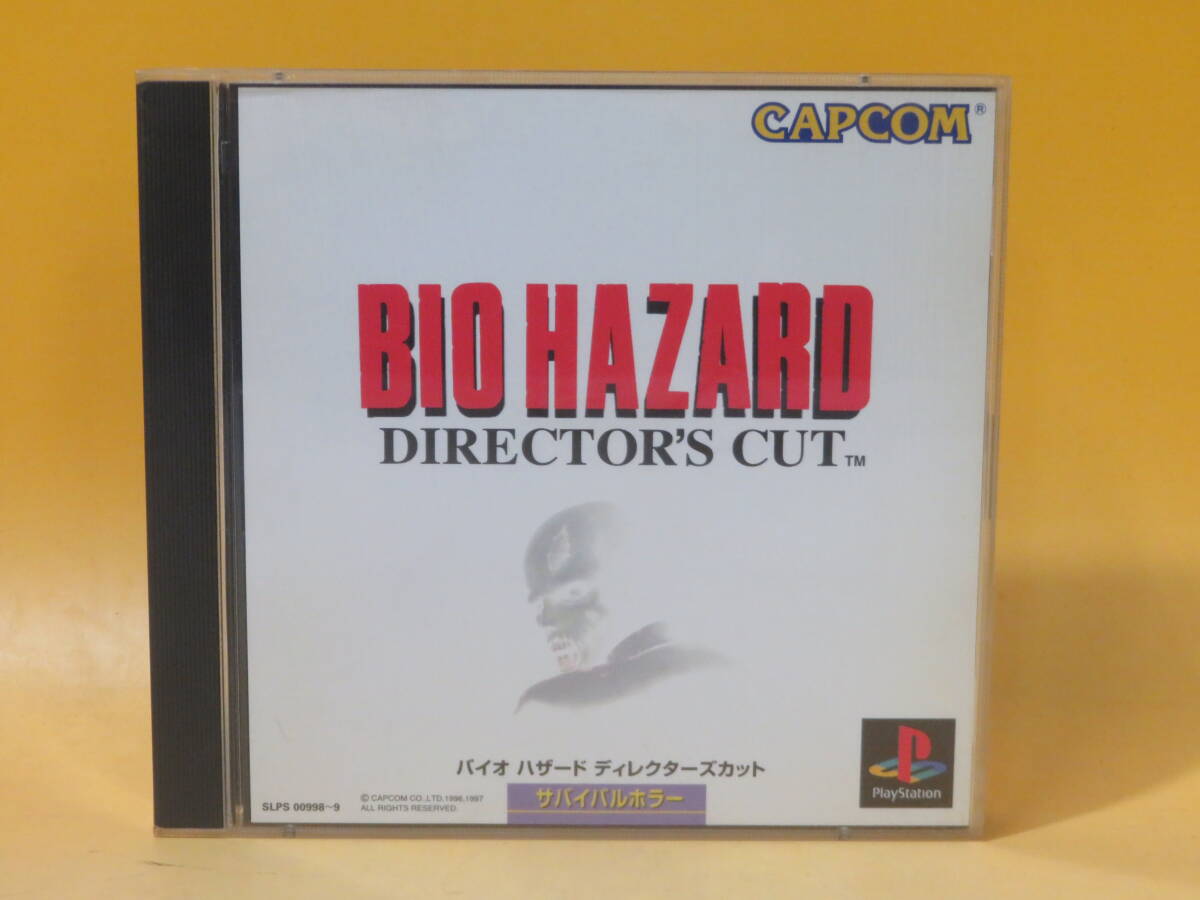 CAPCOM®
BIO HAZARD
DIRECTOR'S CUT™
バイオ ハザード ディレクターズカット
SLPS 00998~9
© CAPCOM CO., LTD.1996,1997
ALL RIGHTS RESERVED.
サバイバルホラー
PlayStation